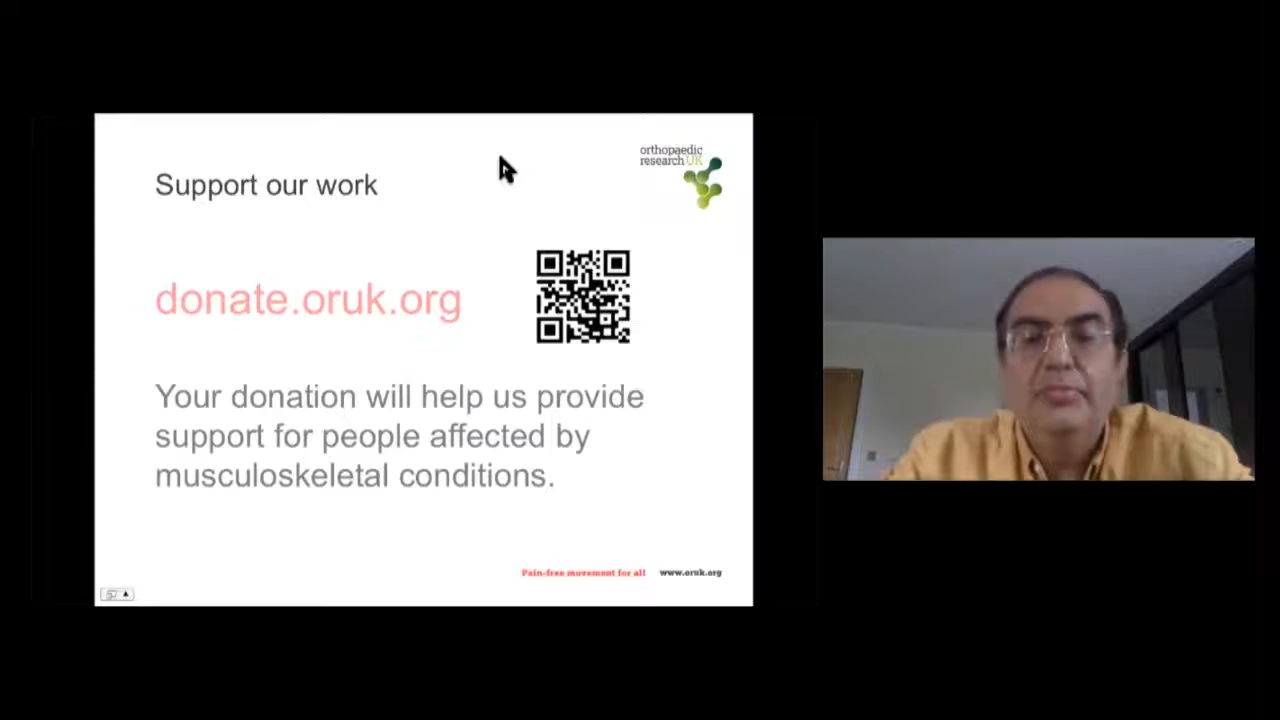 orthopaedic
research UK
Support our work
donate.oruk.org
Your donation will help us provide
support for people affected by
musculoskeletal conditions.
Pain-free movement for all www.oruk.org